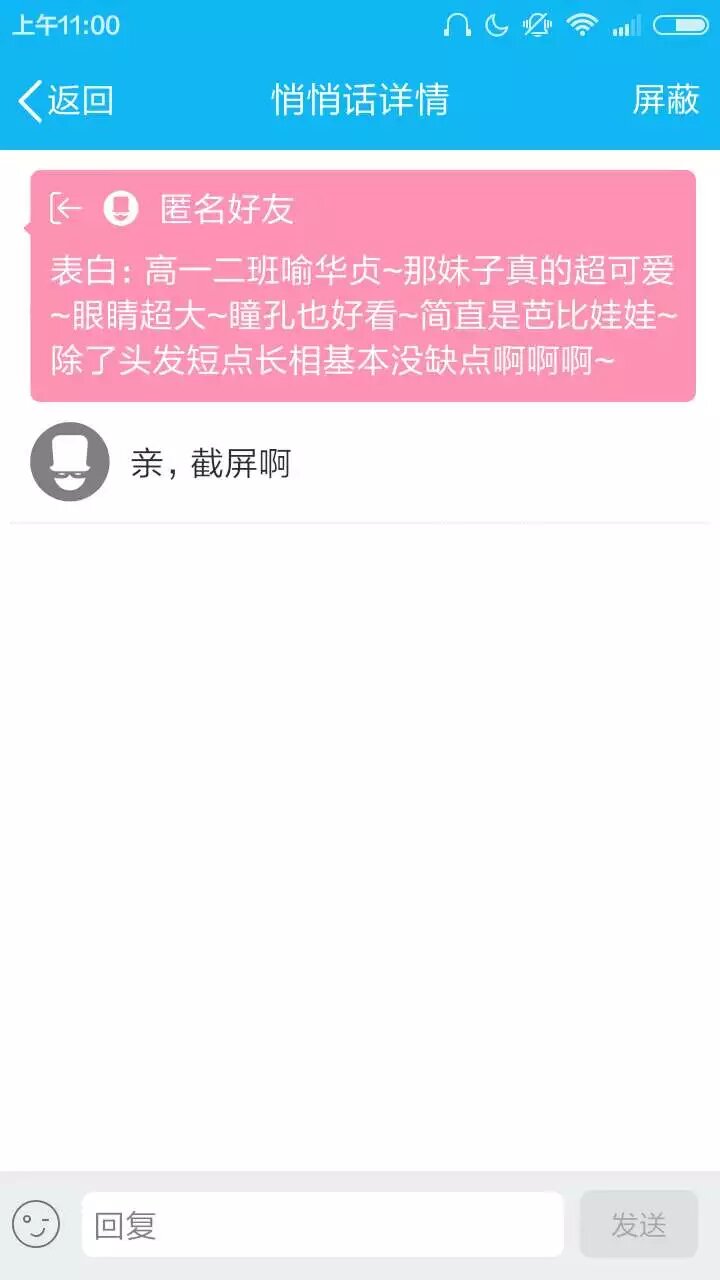 上午11:00
返回
悄悄话详情
屏蔽
匿名好友
表白：高一二班喻华贞~那妹子真的超可爱
~眼睛超大~瞳孔也好看~简直是芭比娃娃~
除了头发短点长相基本没缺点啊啊啊~
亲，截屏啊
回复
发送